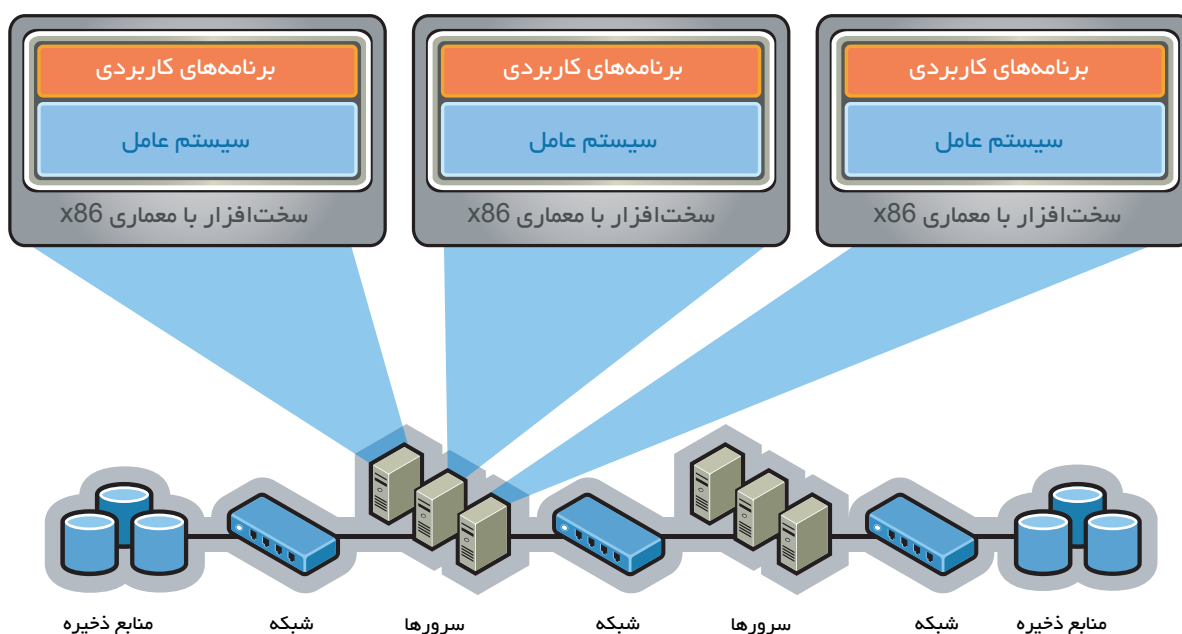 برنامه‌های کاربردی
سیستم عامل
سخت‌افزار با معماری x86
برنامه‌های کاربردی
سیستم عامل
سخت‌افزار با معماری x86
برنامه‌های کاربردی
سیستم عامل
سخت‌افزار با معماری x86
منابع ذخیره
شبکه
سرورها
شبکه
سرورها
شبکه
منابع ذخیره